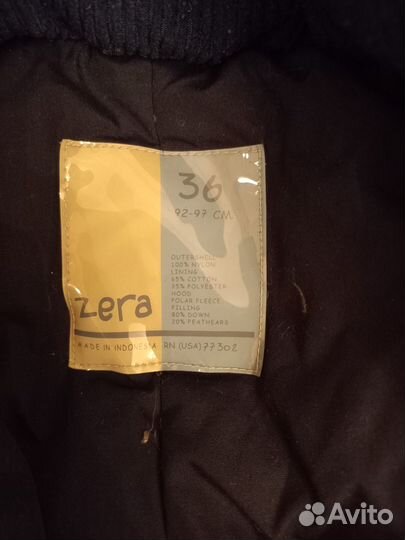 36
92-97 CM
OUTERSHELL
100% NYLON
LINING
65% COTTON
35% POLYESTER
HOOD
POLAR FLEECE
FILLING
80% DOWN
20% PEATHEARS
zera
MADE IN INDONESIA RN (USA) 77302
Avito